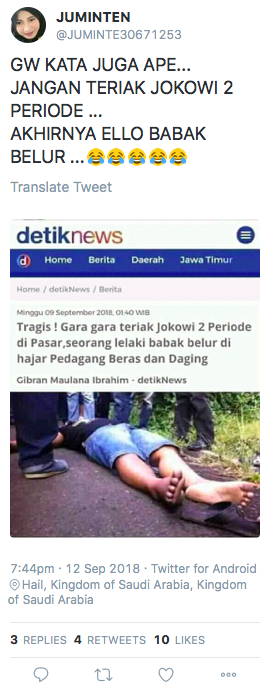 JUMINTEN
@JUMINTE30671253
GW KATA JUGA APE...
JANGAN TERIAK JOKOWI 2
PERIODE ...
AKHIRNYA ELLO BABAK
BELUR ...😂😂😂😂😂
Translate Tweet
detiknews
d Home Berita Daerah Jawa Timur
Home / detikNews / Berita
Minggu 09 September 2018, 01:40 WIB
Tragis ! Gara gara teriak Jokowi 2 Periode
di Pasar,seorang lelaki babak belur di
hajar Pedagang Beras dan Daging
Gibran Maulana Ibrahim - detikNews
7:44pm · 12 Sep 2018 · Twitter for Android
Hail, Kingdom of Saudi Arabia, Kingdom
of Saudi Arabia
3 REPLIES 4 RETWEETS 10 LIKES